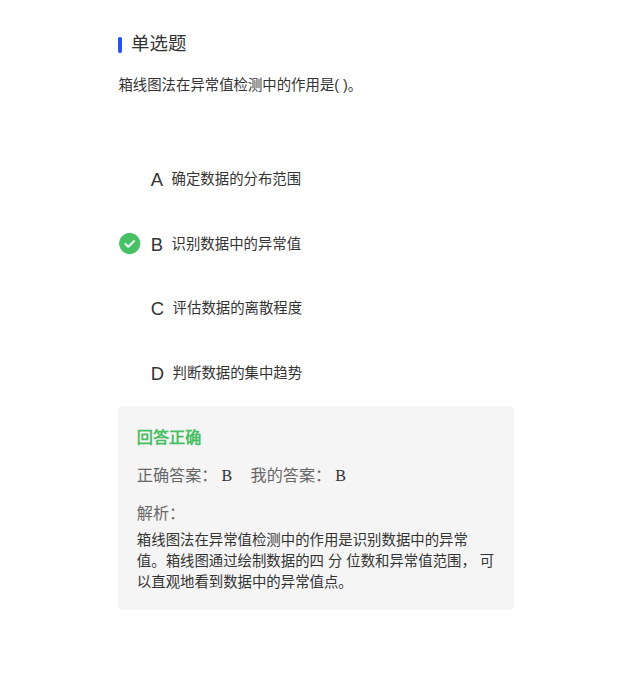 单选题
箱线图法在异常值检测中的作用是( )。
A 确定数据的分布范围
B 识别数据中的异常值
C 评估数据的离散程度
D 判断数据的集中趋势
回答正确
正确答案： B 我的答案： B
解析：
箱线图法在异常值检测中的作用是识别数据中的异常
值。箱线图通过绘制数据的四 分 位数和异常值范围， 可
以直观地看到数据中的异常值点。